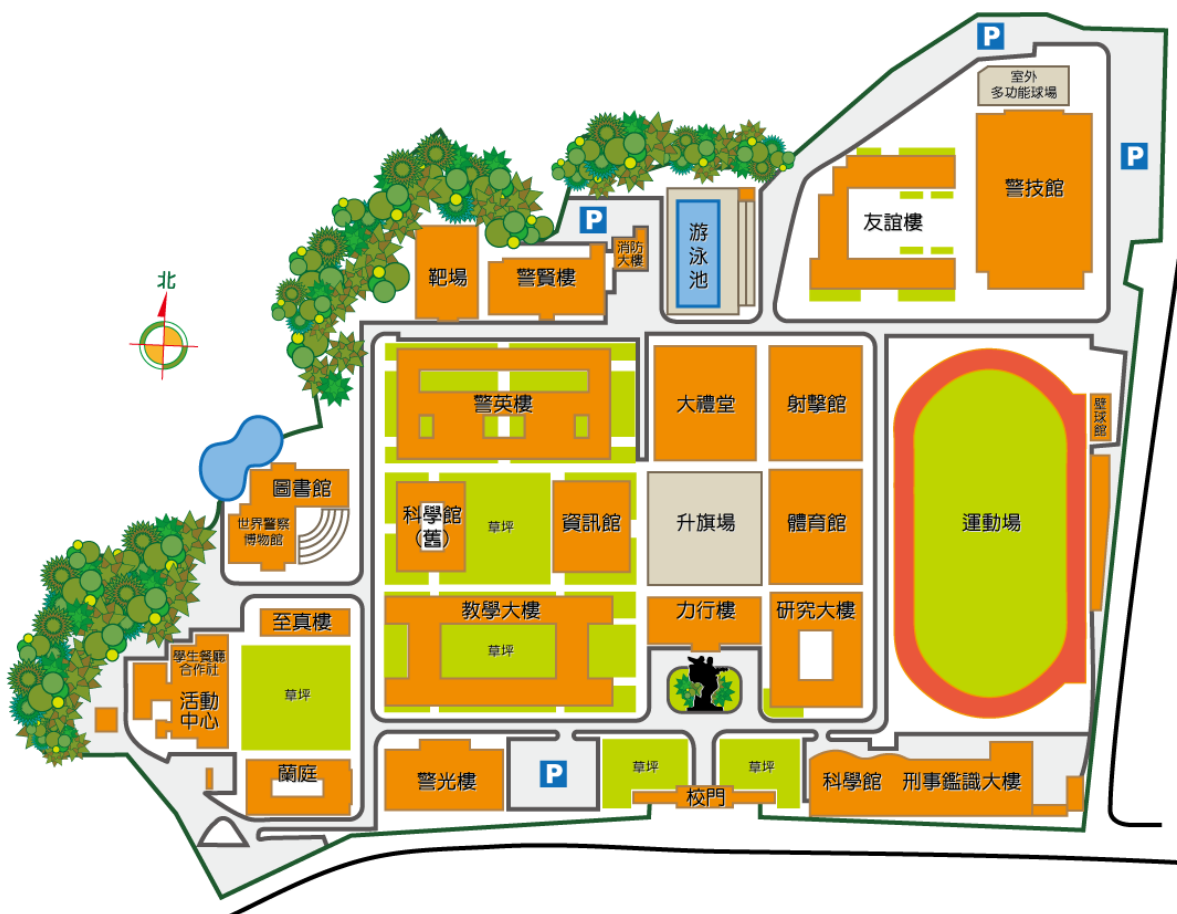 P
室外
多功能球場
P
警技館
友誼樓
P
消防
大樓
游
泳
池
靶場
警賢樓
北
警英樓
大禮堂
射擊館
壁
球
館
圖書館
世界警察
博物館
科學館
(舊)
草坪
資訊館
升旗場
體育館
運動場
至真樓
教學大樓
草坪
力行樓
研究大樓
學生餐廳
合作社
活動
中心
草坪
蘭庭
警光樓
P
草坪
草坪
校門
科學館
刑事鑑識大樓